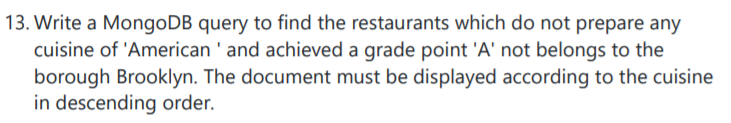 13. Write a MongoDB query to find the restaurants which do not prepare any
cuisine of 'American ' and achieved a grade point 'A' not belongs to the
borough Brooklyn. The document must be displayed according to the cuisine
in descending order.